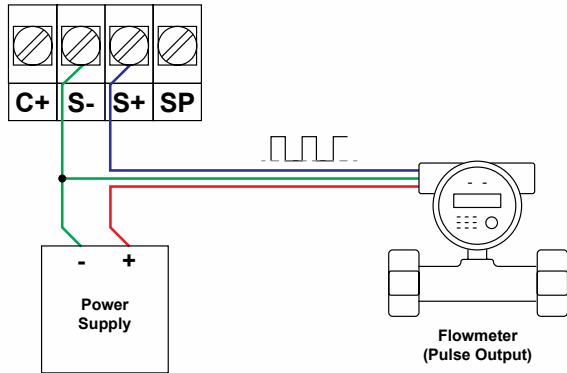 C+ S- S+ SP
- +
Power
Supply
Flowmeter
(Pulse Output)